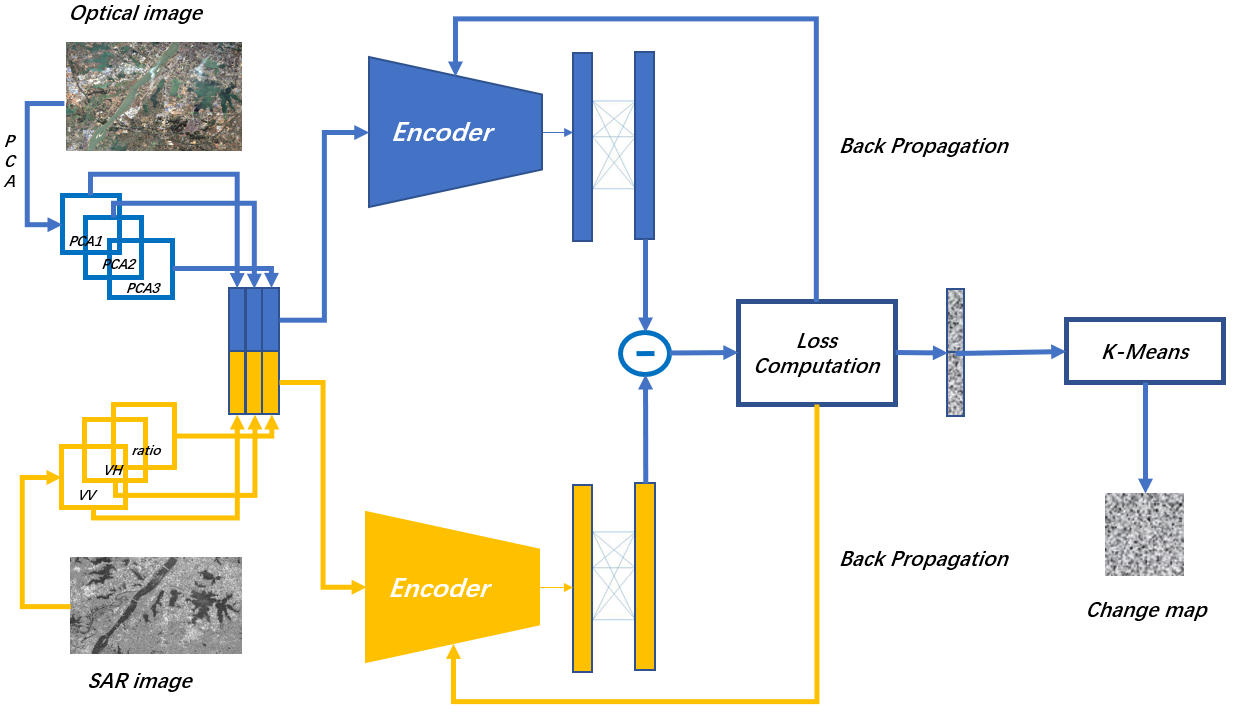 Optical image
P
C
A
PCA1
PCA2
PCA3
Encoder
Back Propagation
Loss
Computation
K-Means
ratio
VH
VV
Encoder
Back Propagation
Change map
SAR image